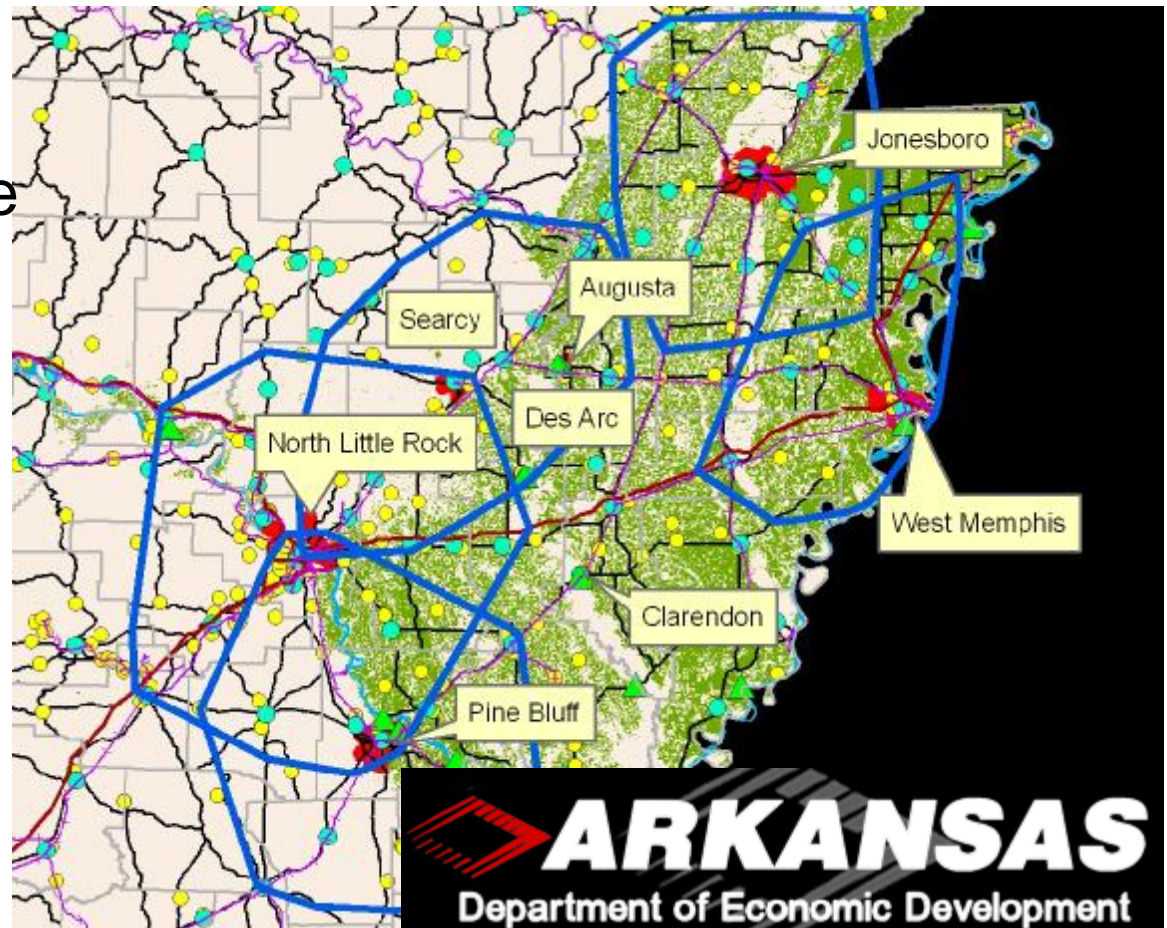 e
Jonesboro
Augusta
Searcy
Des Arc
North Little Rock
West Memphis
Clarendon
Pine Bluff
ARKANSAS
Department of Economic Development